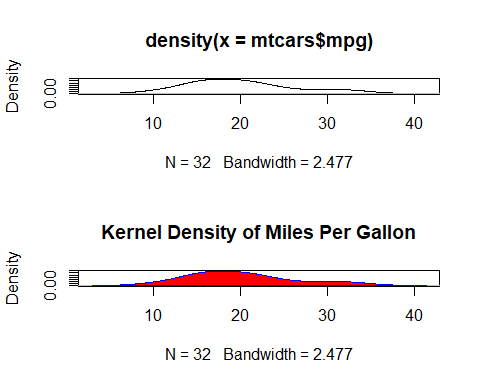 density(x = mtcars$mpg)
Density
0.00
10 20 30 40
N = 32 Bandwidth = 2.477
Kernel Density of Miles Per Gallon
Density
0.00
10 20 30 40
N = 32 Bandwidth = 2.477